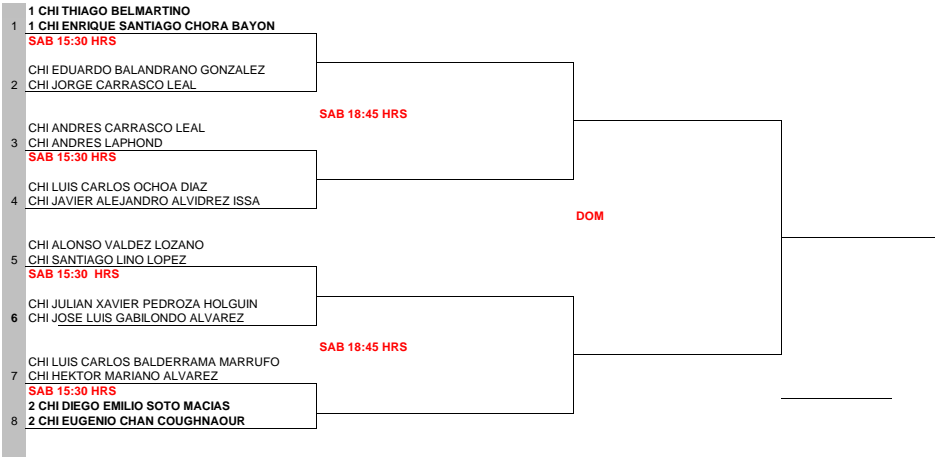 1 CHI THIAGO BELMARTINO
1 1 CHI ENRIQUE SANTIAGO CHORA BAYON
SAB 15:30 HRS
CHI EDUARDO BALANDRANO GONZALEZ
2 CHI JORGE CARRASCO LEAL
SAB 18:45 HRS
CHI ANDRES CARRASCO LEAL
3 CHI ANDRES LAPHOND
SAB 15:30 HRS
CHI LUIS CARLOS OCHOA DIAZ
4 CHI JAVIER ALEJANDRO ALVIDREZ ISSA
DOM
CHI ALONSO VALDEZ LOZANO
5 CHI SANTIAGO LINO LOPEZ
SAB 15:30 HRS
CHI JULIAN XAVIER PEDROZA HOLGUIN
6 CHI JOSE LUIS GABILONDO ALVAREZ
SAB 18:45 HRS
CHI LUIS CARLOS BALDERRAMA MARRUFO
7 CHI HEKTOR MARIANO ALVAREZ
SAB 15:30 HRS
2 CHI DIEGO EMILIO SOTO MACIAS
8 2 CHI EUGENIO CHAN COUGHNAOUR